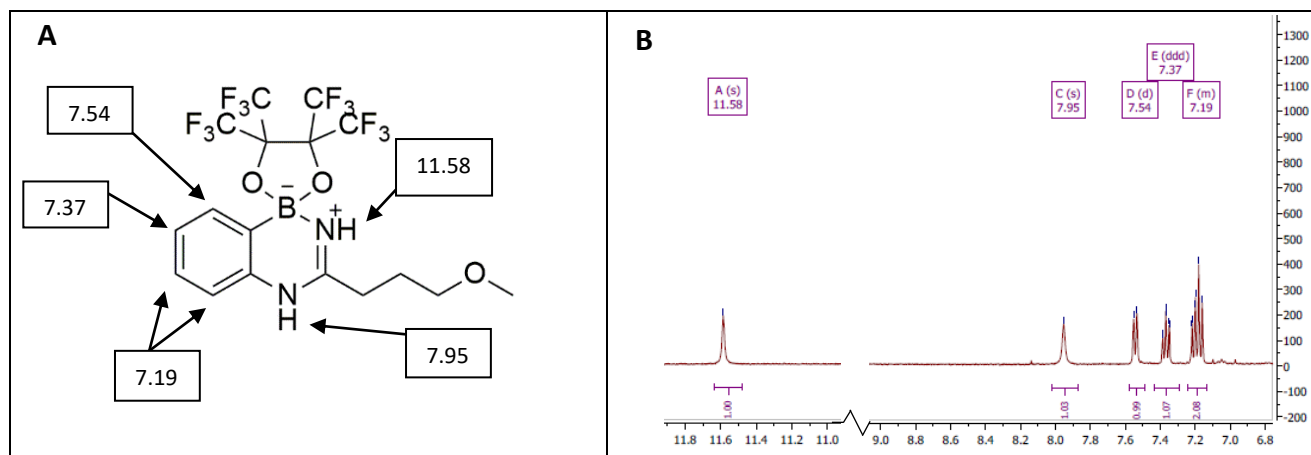 A
7.54
F₃C CF₃
F₃C CF₃
11.58
O − O
7.37
B +
NH
N
H
O
7.95
7.19
B
E (ddd)
7.37
A (s)
11.58
C (s)
7.95
D (d)
7.54
F (m)
7.19
1300
1200
1100
1000
900
800
700
600
500
400
300
200
100
0
-100
-200
1.00
1.03
0.99
1.07
2.08
11.8 11.6 11.4 11.2 11.0 9.0 8.8 8.6 8.4 8.2 8.0 7.8 7.6 7.4 7.2 7.0 6.8